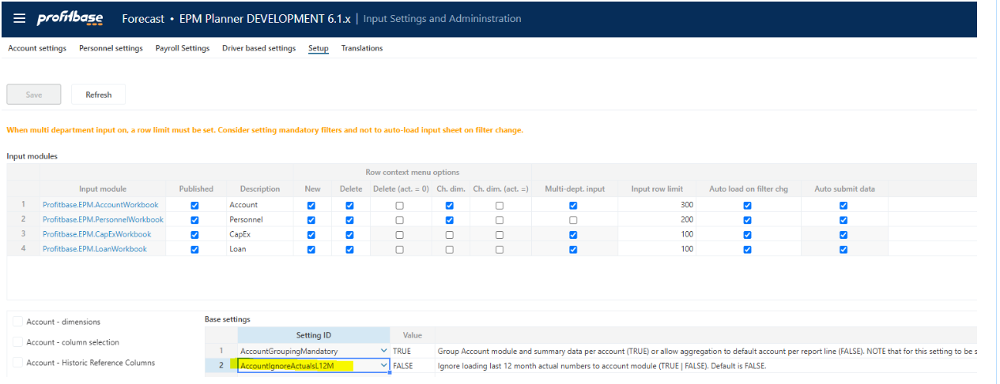 profitbase Forecast • EPM Planner DEVELOPMENT 6.1.x | Input Settings and Admininstration
Account settings Personnel settings Payroll Settings Driver based settings Setup Translations
Save Refresh
When multi department input on, a row limit must be set. Consider setting mandatory filters and not to auto-load input sheet on filter change.
Input modules
Row context menu options
Input module Published Description New Delete Delete (act. = 0) Ch. dim. Ch. dim. (act. =) Multi-dept. input Input row limit Auto load on filter chg Auto submit data
1 Profitbase.EPM.AccountWorkbook Account 300
2 Profitbase.EPM.PersonnelWorkbook Personnel 200
3 Profitbase.EPM.CapExWorkbook CapEx 100
4 Profitbase.EPM.LoanWorkbook Loan 100
Account - dimensions
Account - column selection
Account - Historic Reference Columns
Base settings
Setting ID Value
1 AccountGroupingMandatory TRUE Group Account module and summary data per account (TRUE) or allow aggregation to default account per report line (FALSE). NOTE that for this setting to be s
2 AccountIgnoreActualsL12M FALSE Ignore loading last 12 month actual numbers to account module (TRUE | FALSE). Default is FALSE.